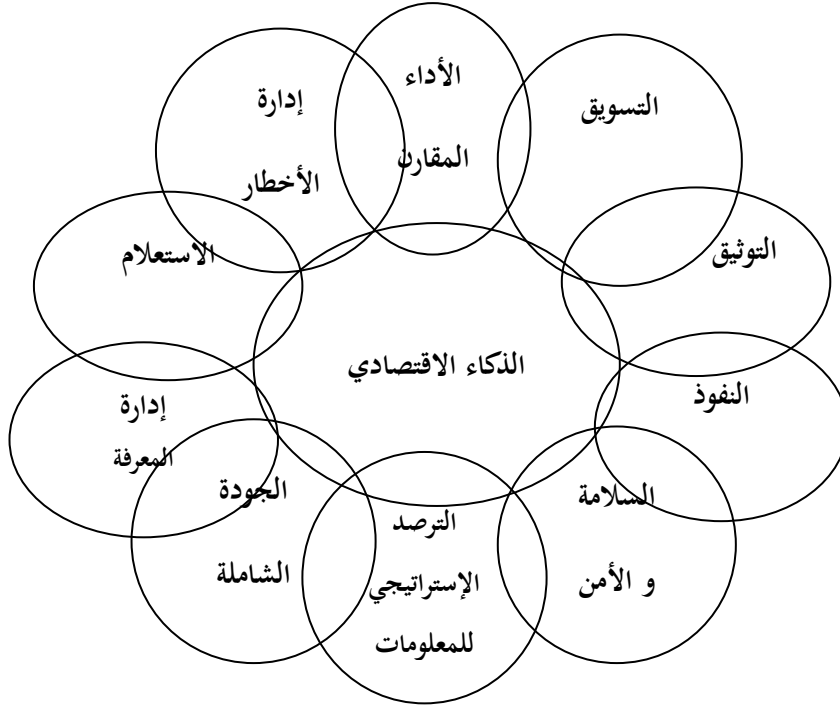 الأداء
المقارن
التسويق
إدارة
الأخطار
التوثيق
الاستعلام
الذكاء الاقتصادي
النفوذ
إدارة
المعرفة
السلامة
و الأمن
الجودة
الشاملة
الترصد
الإستراتيجي
للمعلومات